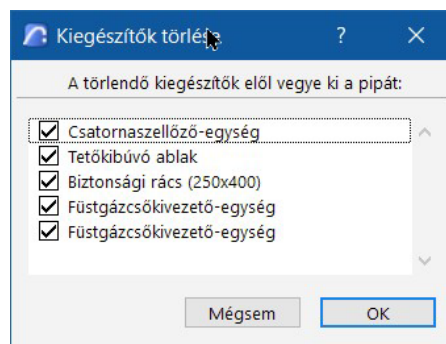 Kiegészítők törlése
?
A törlendő kiegészítők elől vegye ki a pipát:
Csatornaszellőző-egység
Tetőkibúvó ablak
Biztonsági rács (250x400)
Füstgázcsőkivezető-egység
Füstgázcsőkivezető-egység
Mégsem
OK